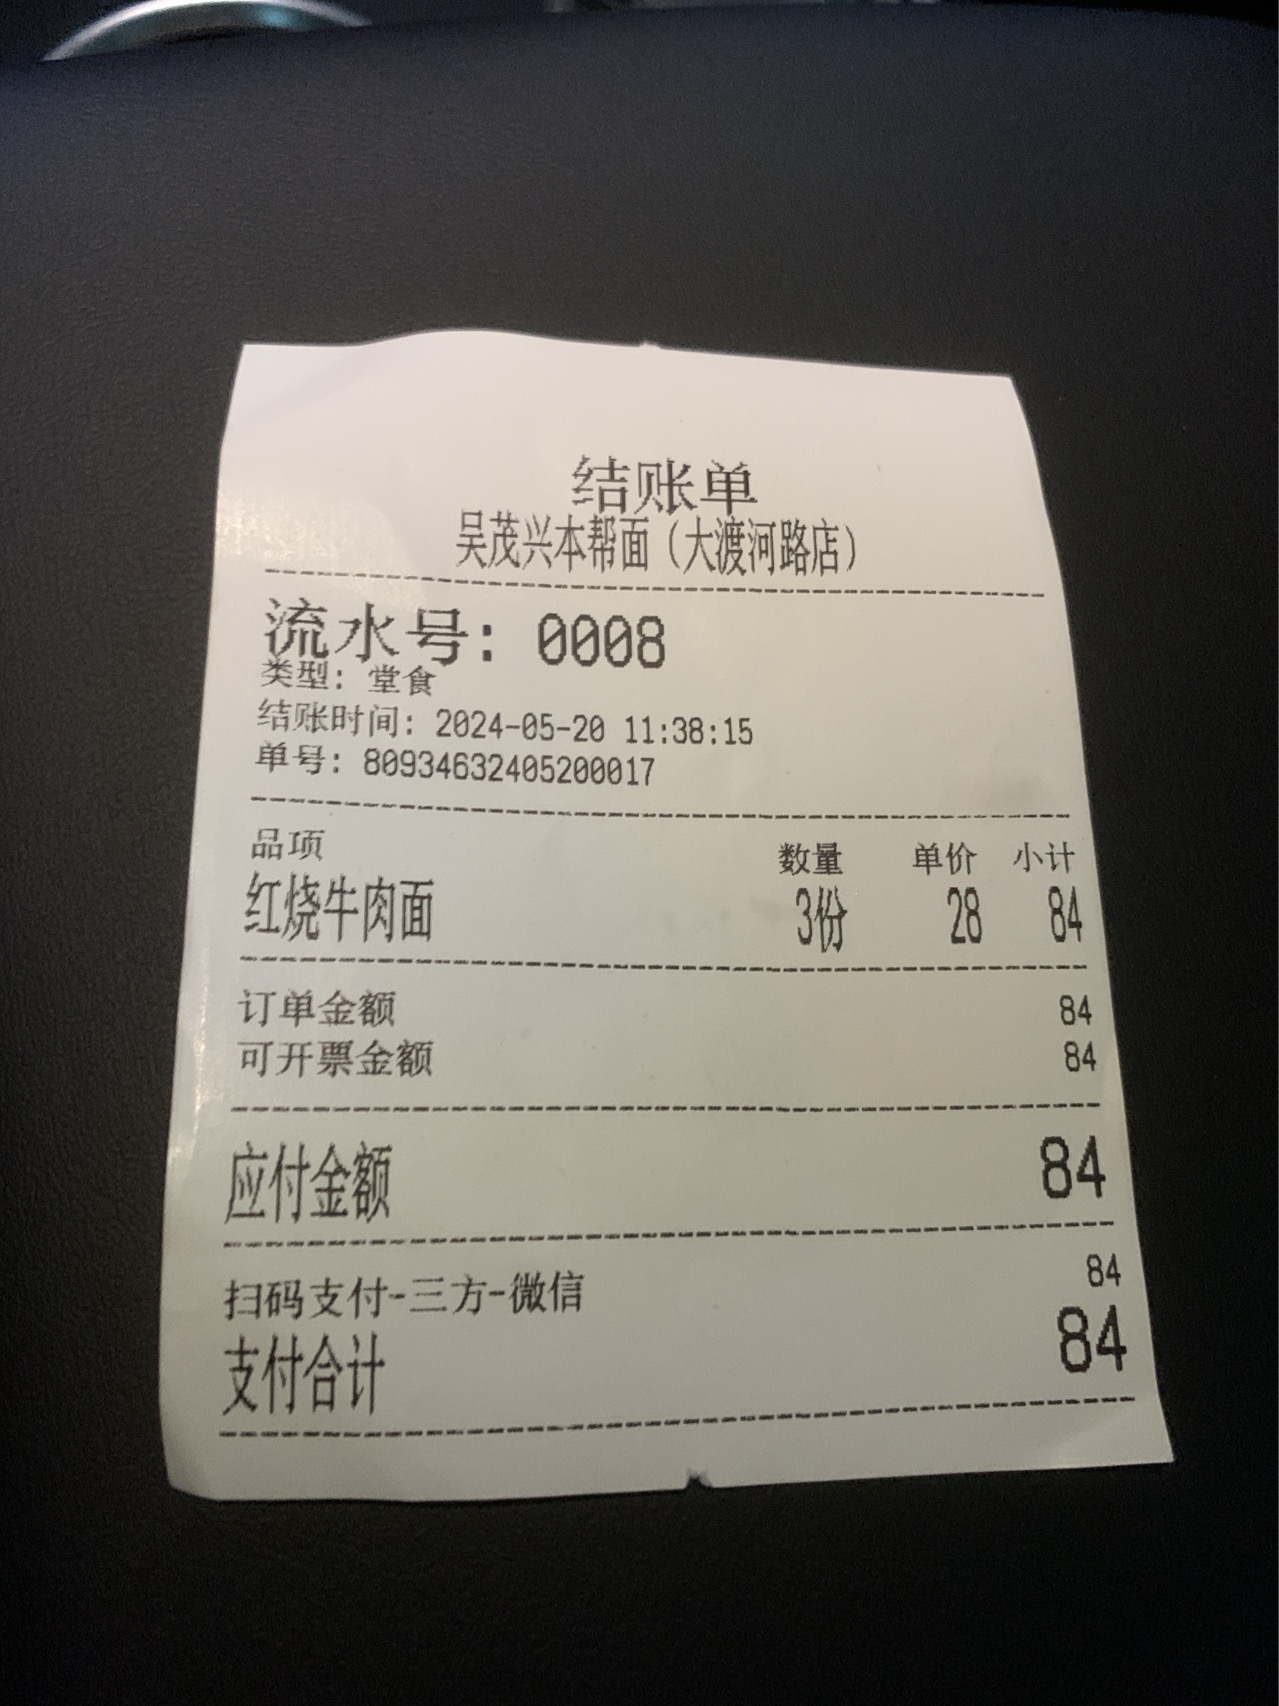 结账单
吴茂兴本帮面（大渡河路店）
流水号: 0008
类型: 堂食
结账时间: 2024-05-20 11:38:15
单号: 80934632405200017
品项 数量 单价 小计
红烧牛肉面 3份 28 84
订单金额 84
可开票金额 84
应付金额 84
扫码支付-三方-微信 84
支付合计 84